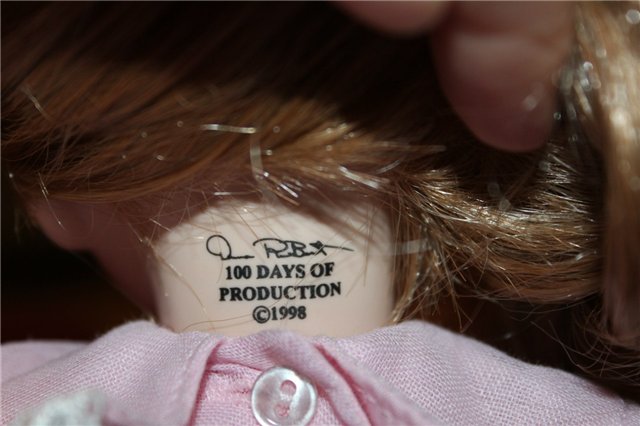 100 DAYS OF
PRODUCTION
©1998